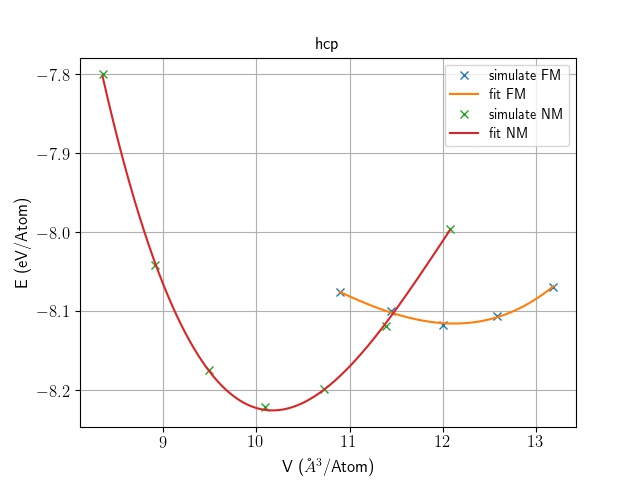 hcp
simulate FM
fit FM
simulate NM
fit NM
E (eV/Atom)
−7.8
−7.9
−8.0
−8.1
−8.2
9
10
11
12
13
V (Å³/Atom)